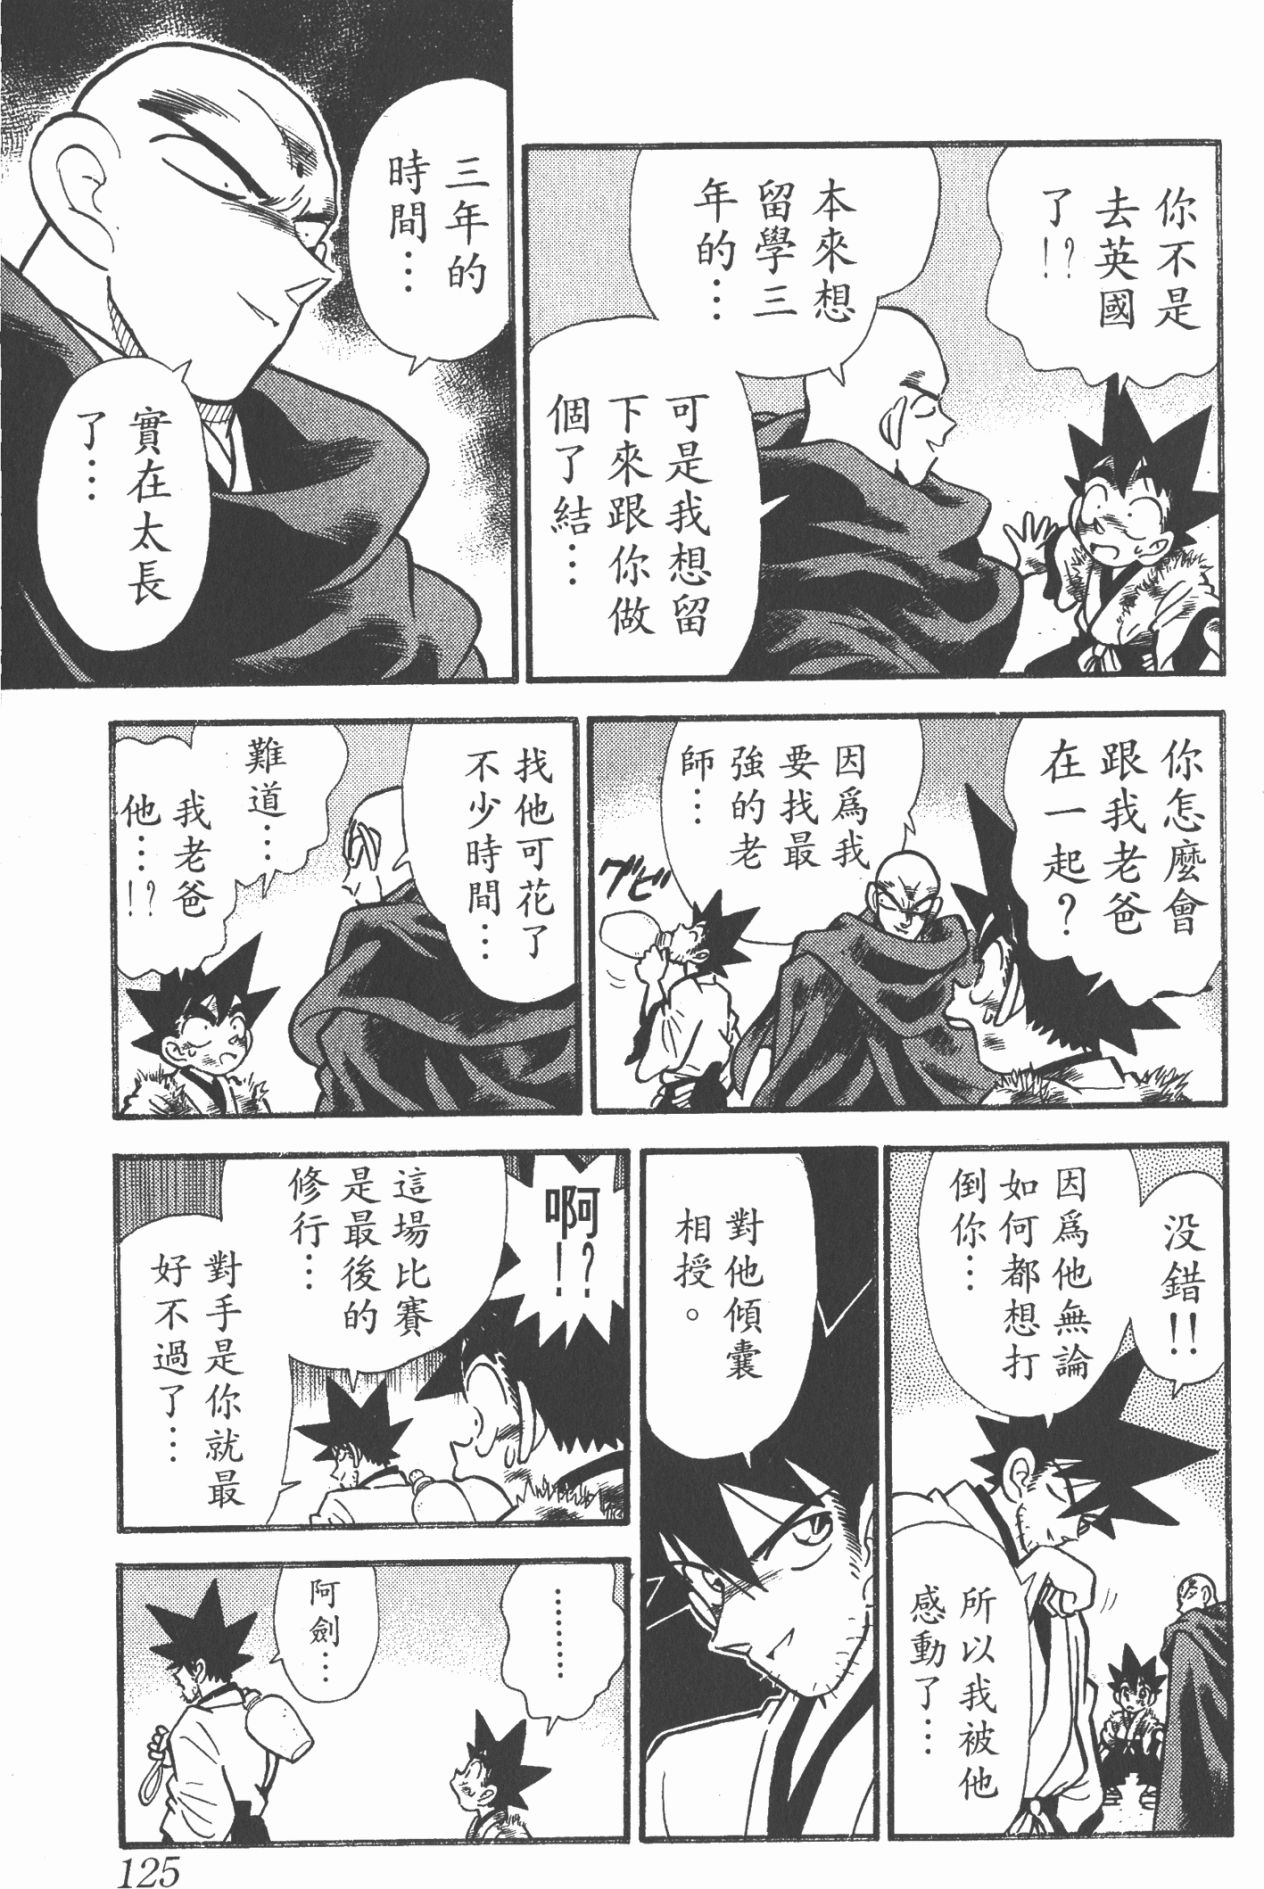 你不是
去英國
了!?
本來想
留學三
年的…
可是我想留
下來跟你做
個了結…
三年的
時間…
實在太長
了…
你怎麼會
跟我老爸
在一起?
因爲我
要找最
強的老
師…
グビ
找他可花了
不少時間…
難道…
我老爸
他…!?
没錯!!
因爲他無論
如何都想打
倒你…
所以我被他
感動了…
對他傾囊
相授。
啊!?
這場比賽
是最後的
修行…
對手是你就最
好不過了…
……
阿劍…
125